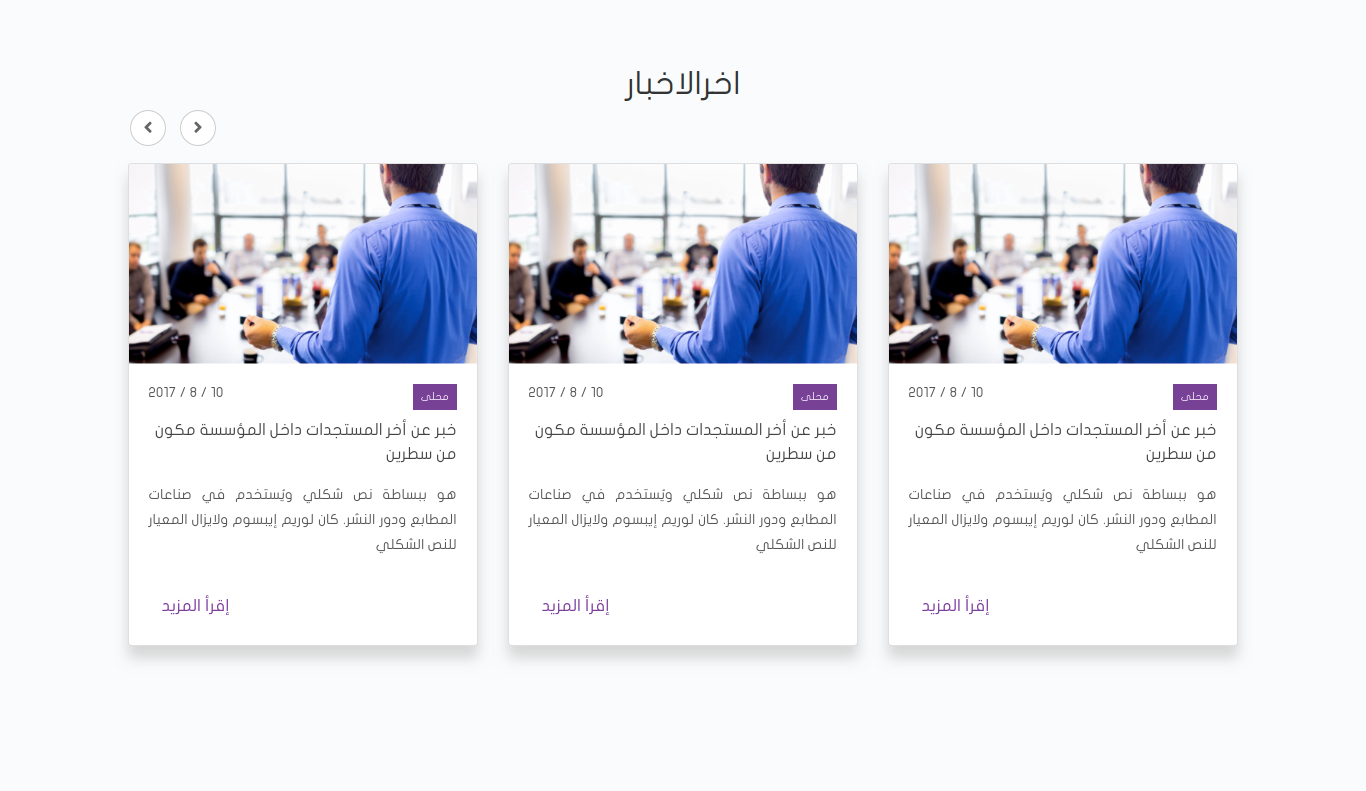 اخرالاخبار
محلى
2017 / 8 / 10
خبر عن أخر المستجدات داخل المؤسسة مكون
من سطرين
هو ببساطة نص شكلي ويُستخدم في صناعات
المطابع ودور النشر. كان لوريم إيبسوم ولايزال المعيار
للنص الشكلي
إقرأ المزيد
محلى
2017 / 8 / 10
خبر عن أخر المستجدات داخل المؤسسة مكون
من سطرين
هو ببساطة نص شكلي ويُستخدم في صناعات
المطابع ودور النشر. كان لوريم إيبسوم ولايزال المعيار
للنص الشكلي
إقرأ المزيد
محلى
2017 / 8 / 10
خبر عن أخر المستجدات داخل المؤسسة مكون
من سطرين
هو ببساطة نص شكلي ويُستخدم في صناعات
المطابع ودور النشر. كان لوريم إيبسوم ولايزال المعيار
للنص الشكلي
إقرأ المزيد